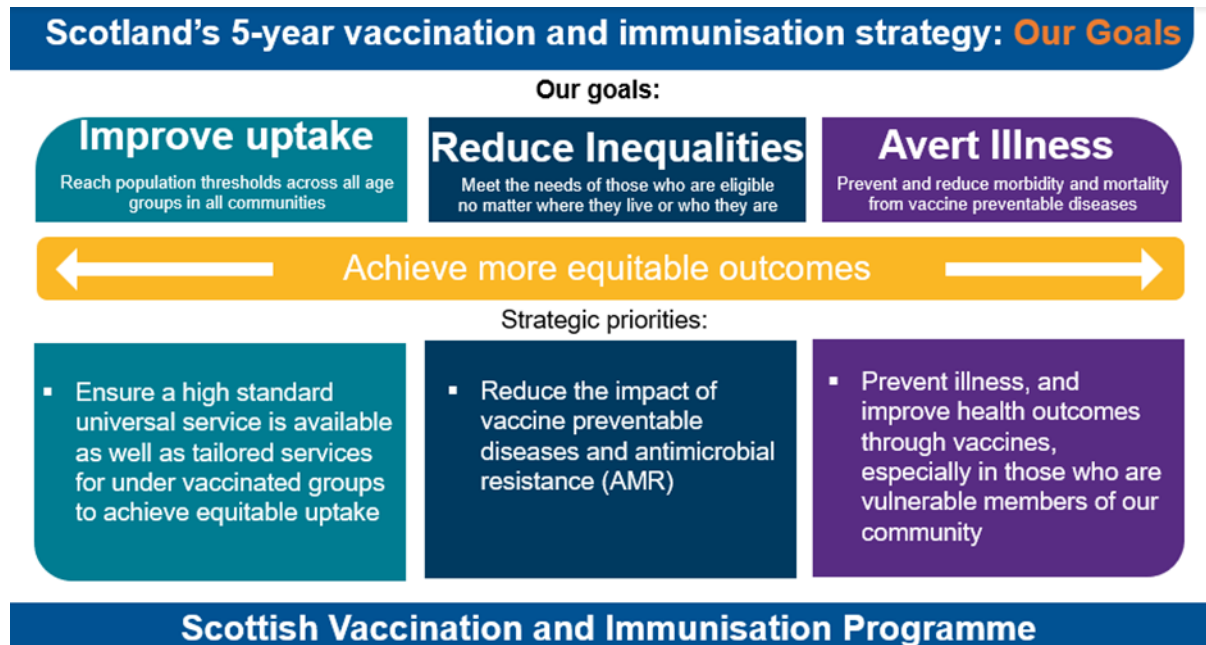 Scotland's 5-year vaccination and immunisation strategy: Our Goals
Our goals:
Improve uptake
Reach population thresholds across all age
groups in all communities
Reduce Inequalities
Meet the needs of those who are eligible
no matter where they live or who they are
Avert Illness
Prevent and reduce morbidity and mortality
from vaccine preventable diseases
Achieve more equitable outcomes
Strategic priorities:
▪ Ensure a high standard
universal service is available
as well as tailored services
for under vaccinated groups
to achieve equitable uptake
▪ Reduce the impact of
vaccine preventable
diseases and antimicrobial
resistance (AMR)
▪ Prevent illness, and
improve health outcomes
through vaccines,
especially in those who are
vulnerable members of our
community
Scottish Vaccination and Immunisation Programme